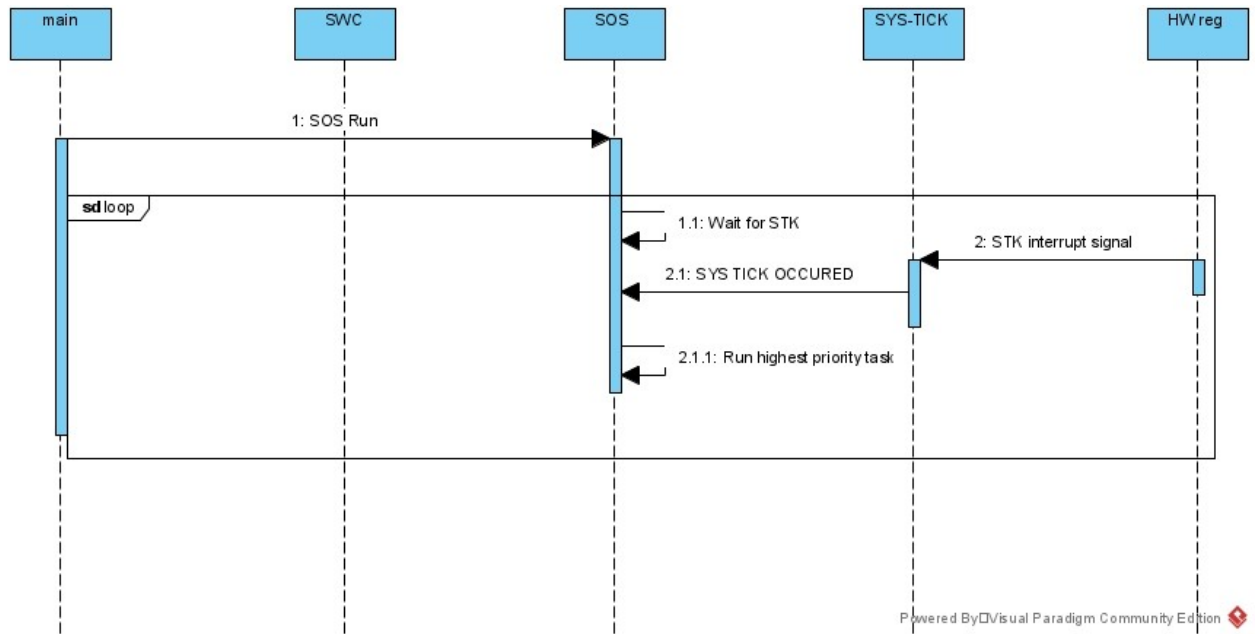 main
SWC
SOS
SYS-TICK
HW reg
1: SOS Run
sd loop
1.1: Wait for STK
2: STK interrupt signal
2.1: SYS TICK OCCURED
2.1.1: Run highest priority task
Powered By□Visual Paradigm Community Edition